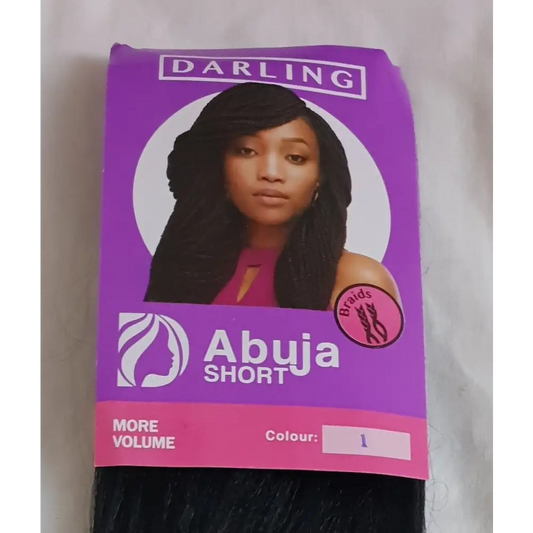 DARLING
Braids
Abuja
SHORT
MORE
VOLUME
Colour: 1